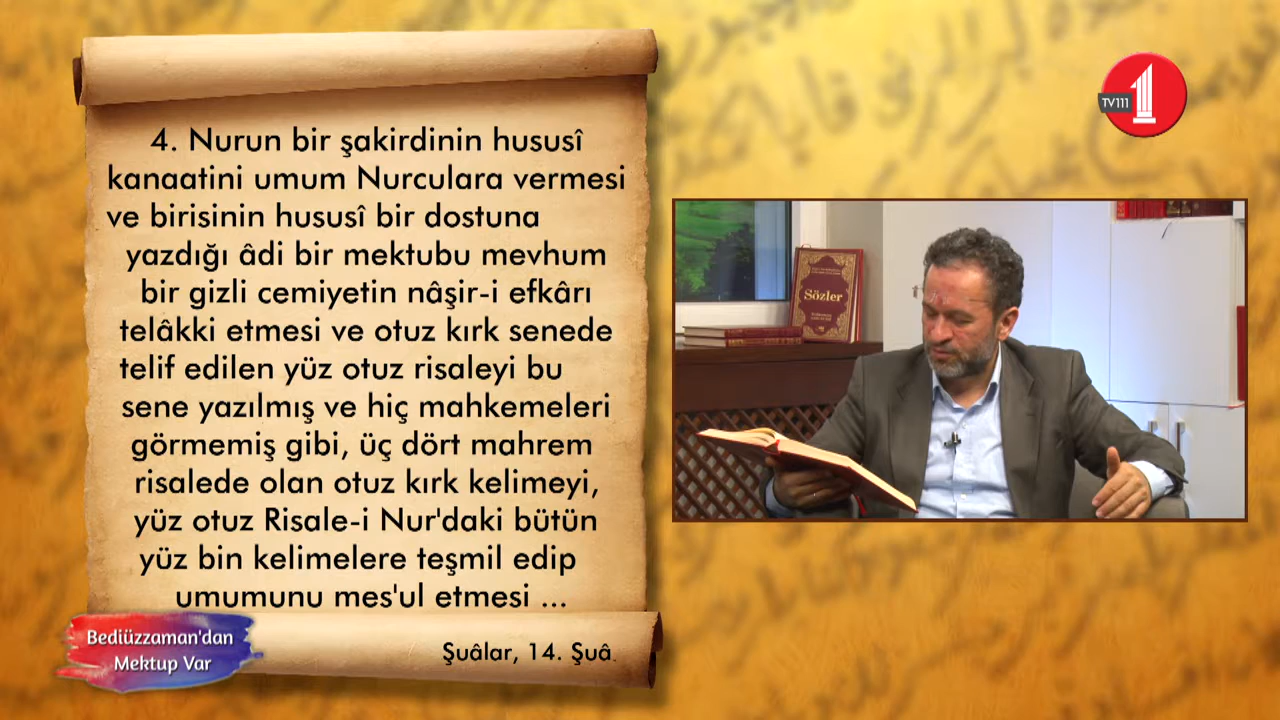 4. Nurun bir şakirdinin hususî
kanaatini umum Nurculara vermesi
ve birisinin hususî bir dostuna
yazdığı âdi bir mektubu mevhum
bir gizli cemiyetin nâşir-i efkârı
telâkki etmesi ve otuz kırk senede
telif edilen yüz otuz risaleyi bu
sene yazılmış ve hiç mahkemeleri
görmemiş gibi, üç dört mahrem
risalede olan otuz kırk kelimeyi,
yüz otuz Risale-i Nur'daki bütün
yüz bin kelimelere teşmil edip
umumunu mes'ul etmesi ...
Şuâlar, 14. Şuâ
Bediüzzaman'dan
Mektup Var
TV111
1
Sözler